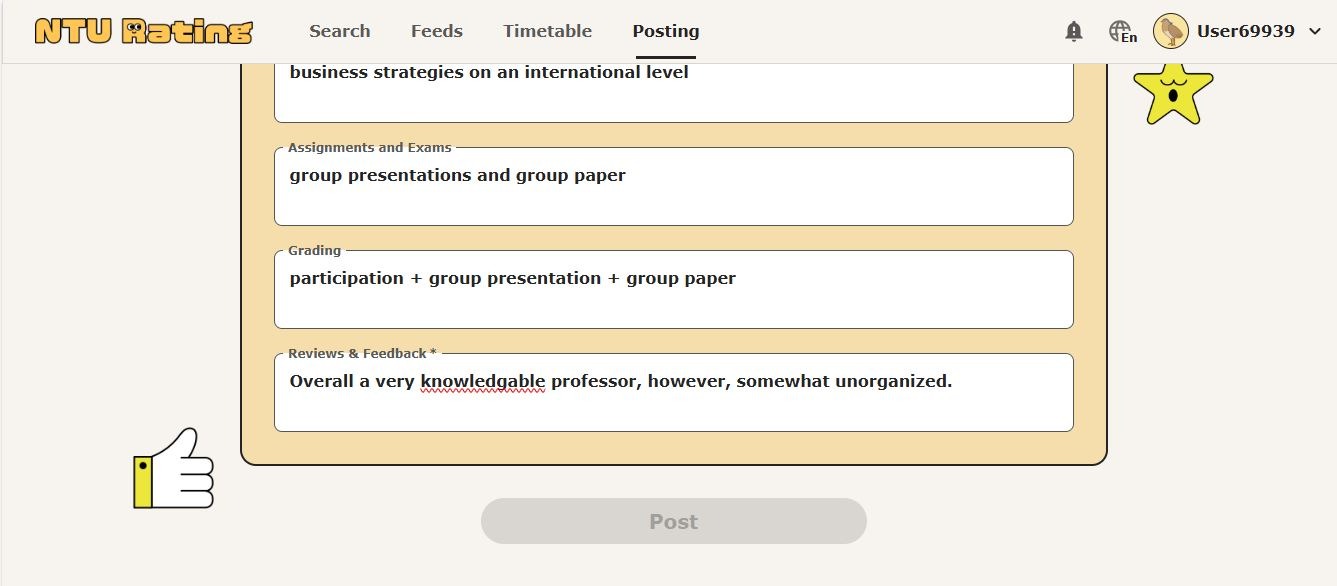 NTU Rating Search Feeds Timetable Posting En User69939
business strategies on an international level
Assignments and Exams
group presentations and group paper
Grading
participation + group presentation + group paper
Reviews & Feedback *
Overall a very knowledgable professor, however, somewhat unorganized.
Post